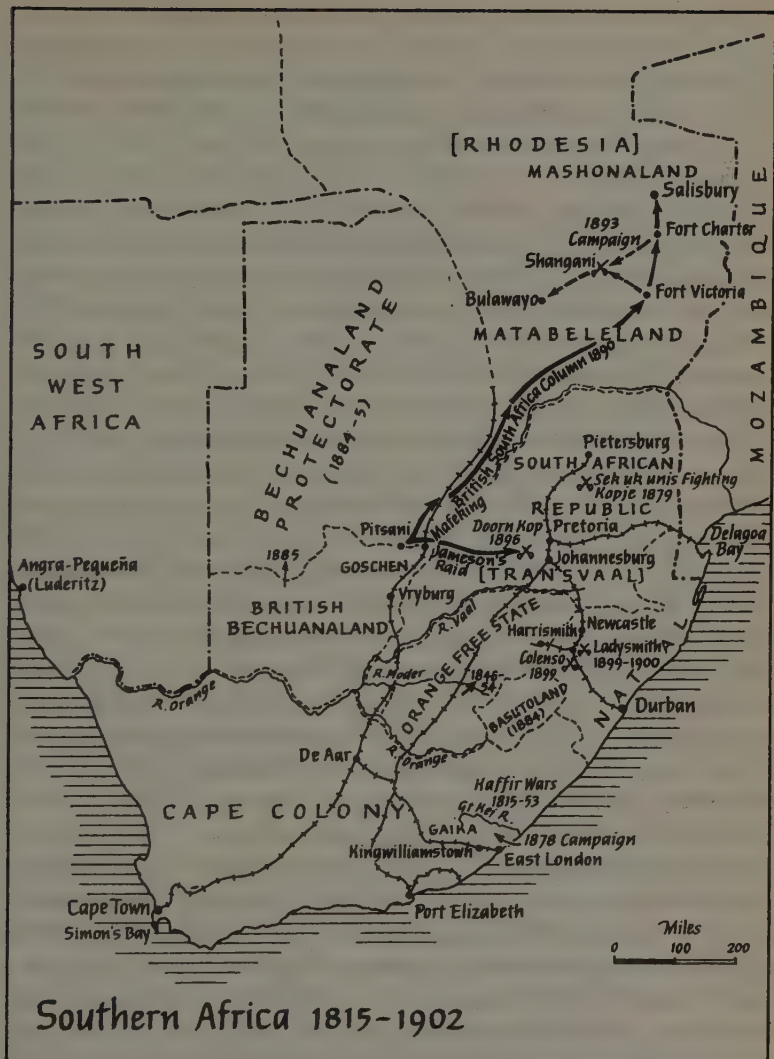 [RHODESIA]
MASHONALAND
Salisbury
1893
Campaign
Fort Charter
Shangani
Bulawayo
Fort Victoria
MATABELELAND
MOZAMBIQUE
SOUTH
WEST
AFRICA
BECHUANALAND
PROTECTORATE
(1884-5)
British South Africa Column 1890
Pietersburg
SOUTH AFRICAN
REPUBLIC
Sek uk unis Fighting
Kopje 1879
Pitsani
Mafeking
Doorn Kop
1896
Pretoria
Delagoa
Bay
GOSCHEN
Jameson's
Raid
Johannesburg
[TRANSVAAL]
1885
Angra-Pequeña
(Luderitz)
BRITISH
BECHUANALAND
Vryburg
R. Vaal
ORANGE FREE STATE
Newcastle
Harrismith
Ladysmith
1899-1900
Colenso
1899
NATAL
R. Moder
1846-
54
R. Orange
BASUTOLAND
(1884)
Durban
R. Orange
De Aar
CAPE COLONY
Kaffir Wars
1815-53
Gt Kei R.
GAIKA
1878 Campaign
Kingwilliamstown
East London
Cape Town
Simon's Bay
Port Elizabeth
Miles
0 100 200
Southern Africa 1815-1902